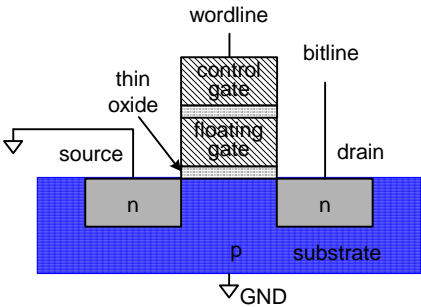 wordline
bitline
control
gate
thin
oxide
floating
gate
source
drain
n
n
p
substrate
GND